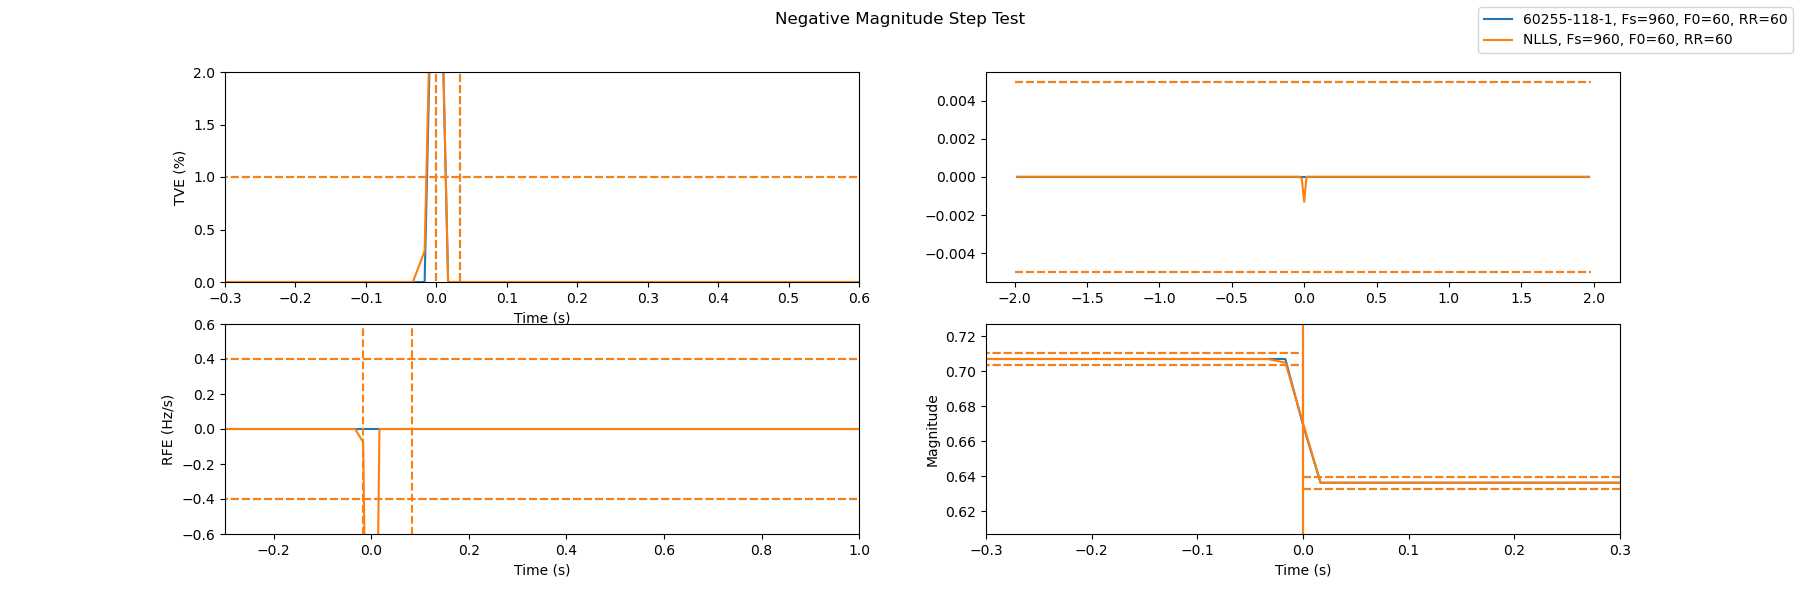 Negative Magnitude Step Test
60255-118-1, Fs=960, F0=60, RR=60
NLLS, Fs=960, F0=60, RR=60
2.0
1.5
1.0
0.5
0.0
TVE (%)
−0.3 −0.2 −0.1 0.0 0.1 0.2 0.3 0.4 0.5 0.6
Time (s)
0.004
0.002
0.000
−0.002
−0.004
−2.0 −1.5 −1.0 −0.5 0.0 0.5 1.0 1.5 2.0
0.6
0.4
0.2
0.0
−0.2
−0.4
−0.6
RFE (Hz/s)
−0.2 0.0 0.2 0.4 0.6 0.8 1.0
Time (s)
0.72
0.70
0.68
0.66
0.64
0.62
Magnitude
−0.3 −0.2 −0.1 0.0 0.1 0.2 0.3
Time (s)